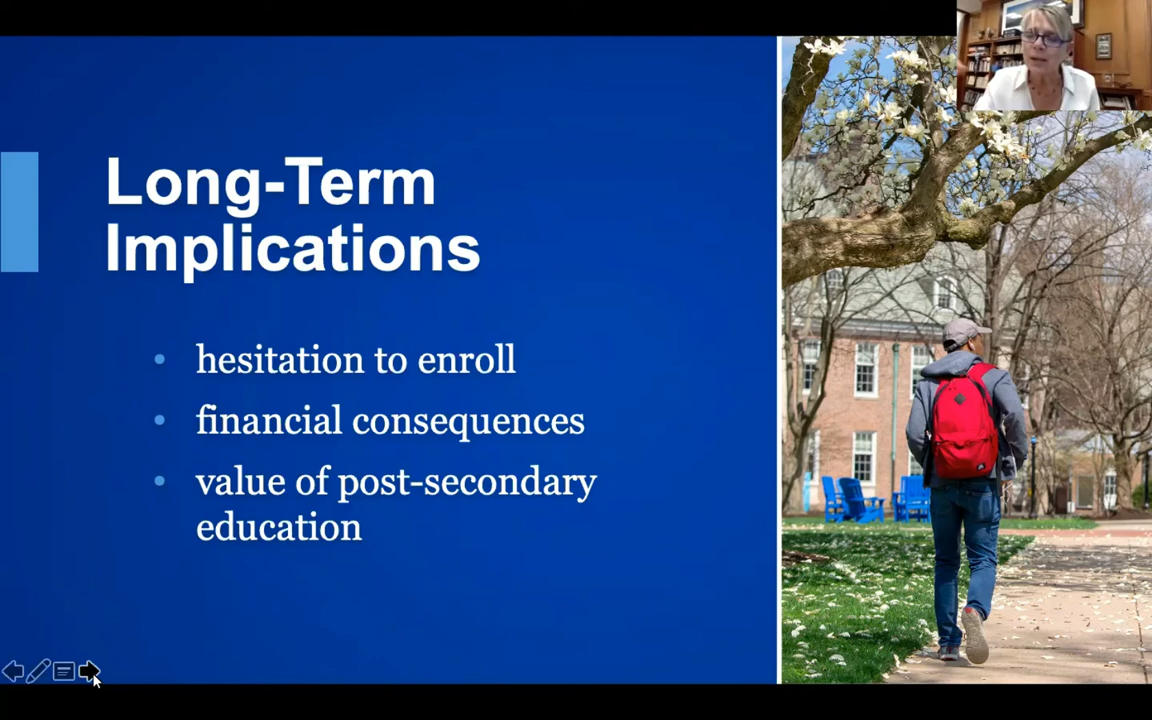 Long-Term
Implications
• hesitation to enroll
• financial consequences
• value of post-secondary
education